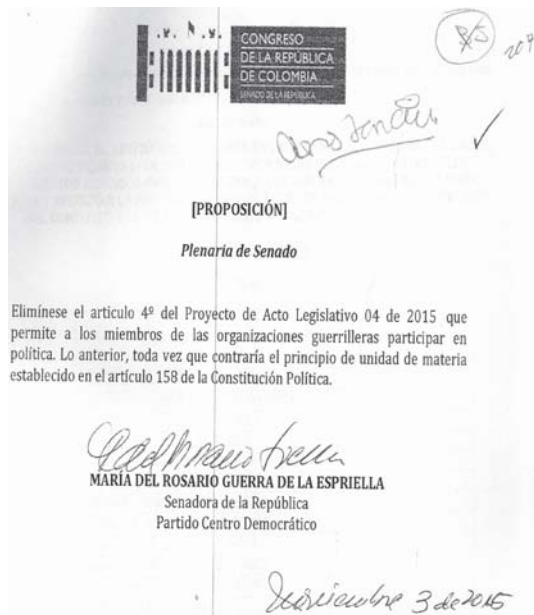 CONGRESO
DE LA REPÚBLICA
DE COLOMBIA
SENADO DE LA REPÚBLICA
Constancia
[PROPOSICIÓN]
Plenaria de Senado
Elimínese el articulo 4º del Proyecto de Acto Legislativo 04 de 2015 que
permite a los miembros de las organizaciones guerrilleras participar en
política. Lo anterior, toda vez que contraría el principio de unidad de materia
establecido en el artículo 158 de la Constitución Política.
MARÍA DEL ROSARIO GUERRA DE LA ESPRIELLA
Senadora de la República
Partido Centro Democrático
Noviembre 3 de 2015